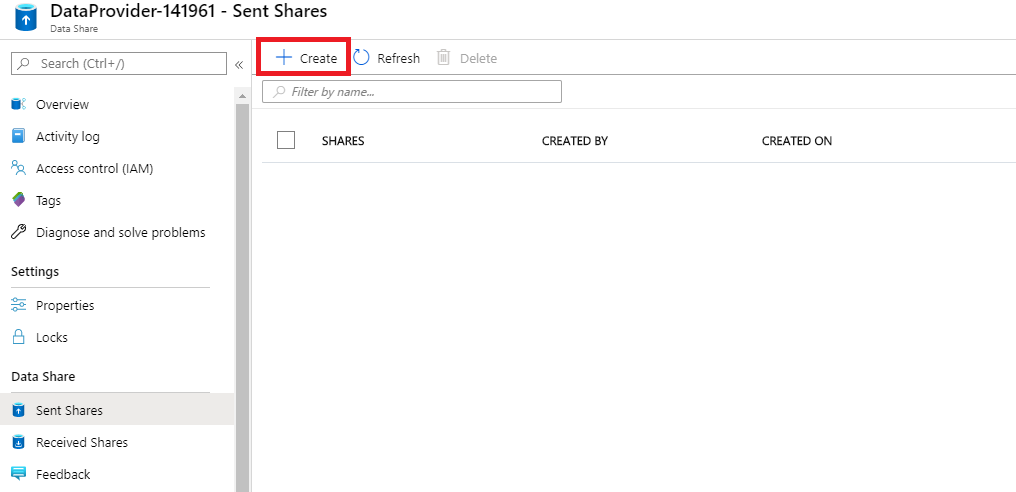 DataProvider-141961 - Sent Shares
Data Share
Search (Ctrl+/)
«
Create
Refresh
Delete
Filter by name...
Overview
Activity log
Access control (IAM)
Tags
Diagnose and solve problems
Settings
Properties
Locks
Data Share
Sent Shares
Received Shares
Feedback
SHARES
CREATED BY
CREATED ON